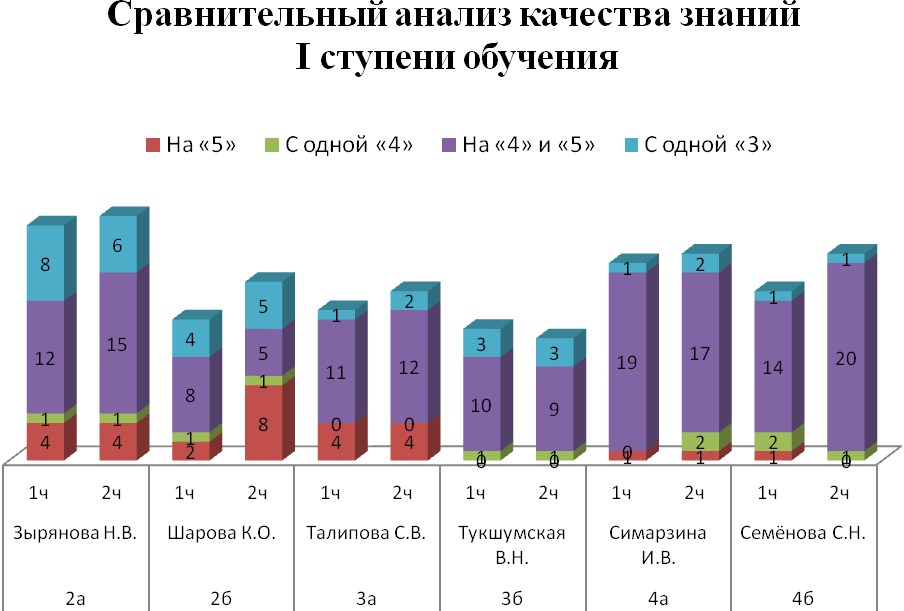 Сравнительный анализ качества знаний
I ступени обучения
На «5» С одной «4» На «4» и «5» С одной «3»
8 6 4 5 1 2 3 3 1 2 1 1
12 15 8 5 11 12 10 9 19 17 14 20
1 1 1 1 0 0 1 1 0 2 2 1
4 4 2 8 4 4 0 0 1 1 1 0
1ч 2ч 1ч 2ч 1ч 2ч 1ч 2ч 1ч 2ч 1ч 2ч
Зырянова Н.В. Шарова К.О. Талипова С.В. Тукшумская Симарзина Семёнова С.Н.
В.Н. И.В.
2а 2б 3а 3б 4а 4б